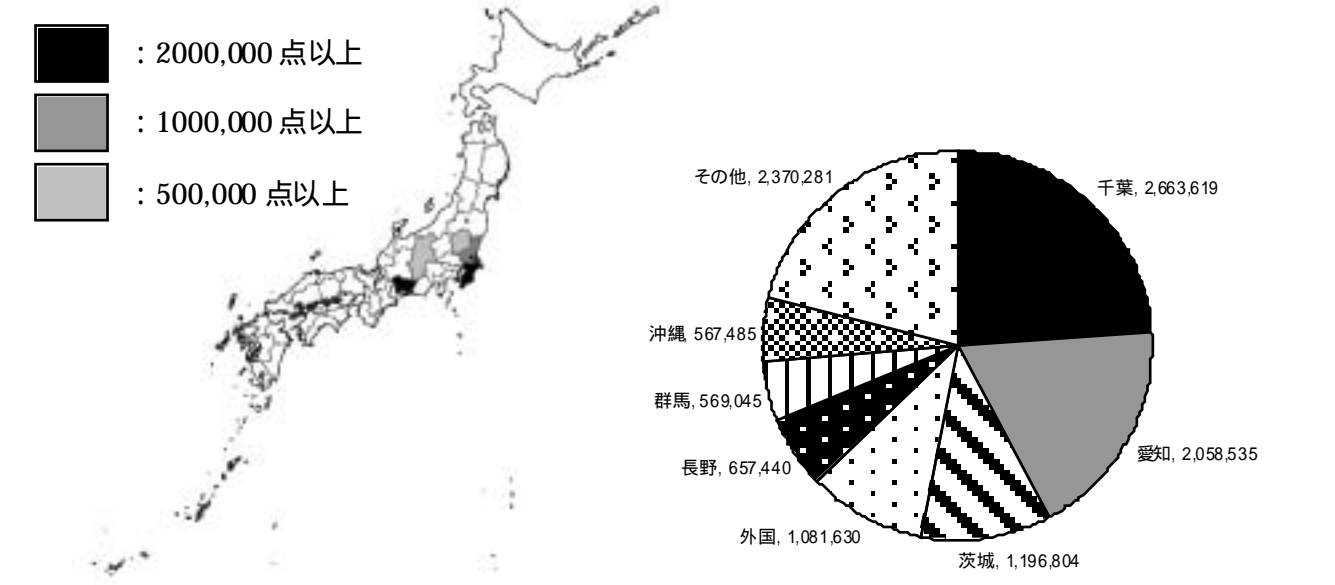 ：2000,000 点以上
：1000,000 点以上
：500,000 点以上
その他, 2,370,281
千葉, 2,663,619
沖縄, 567,485
群馬, 569,045
愛知, 2,058,535
長野, 657,440
外国, 1,081,630
茨城, 1,196,804